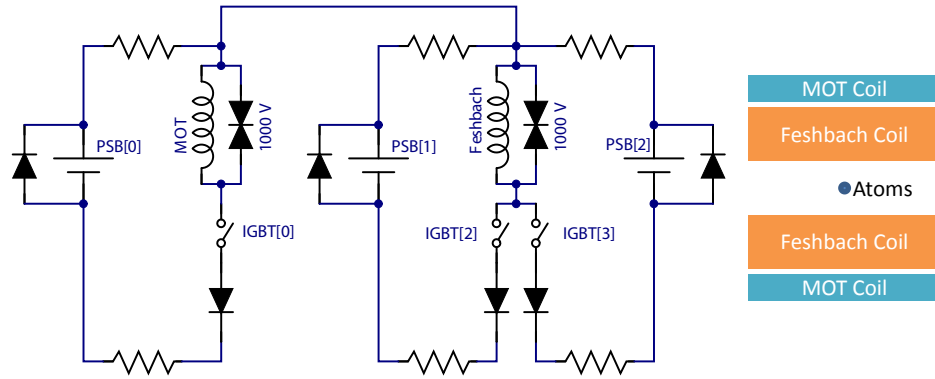 PSB[0]
MOT
1000 V
IGBT[0]
PSB[1]
Feshbach
1000 V
PSB[2]
IGBT[2]
IGBT[3]
MOT Coil
Feshbach Coil
Atoms
Feshbach Coil
MOT Coil